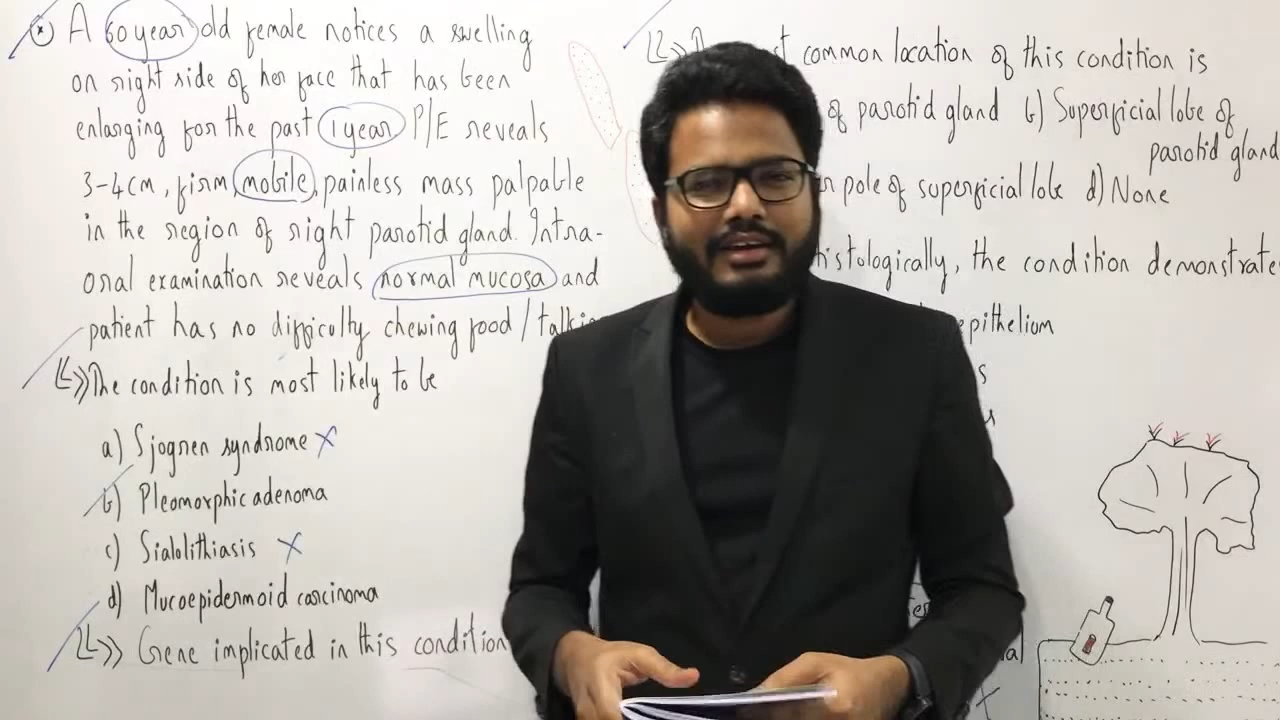 A 60 year old female notices a swelling
on right side of her face that has been
enlarging for the past 1 year P/E reveals
3-4cm, firm mobile, painless mass palpable
in the region of right parotid gland. Intra-
oral examination reveals normal mucosa and
patient has no difficulty chewing food /
The condition is most likely to be
a) Sjogren syndrome
b) Pleomorphic adenoma
c) Sialolithiasis
d) Mucoepidermoid carcinoma
Gene implicated in this condition
common location of this condition is
of parotid gland b) Superficial lobe of
parotid gland
pole of superficial lobe d) None
histologically, the condition demonstrate
epithelium